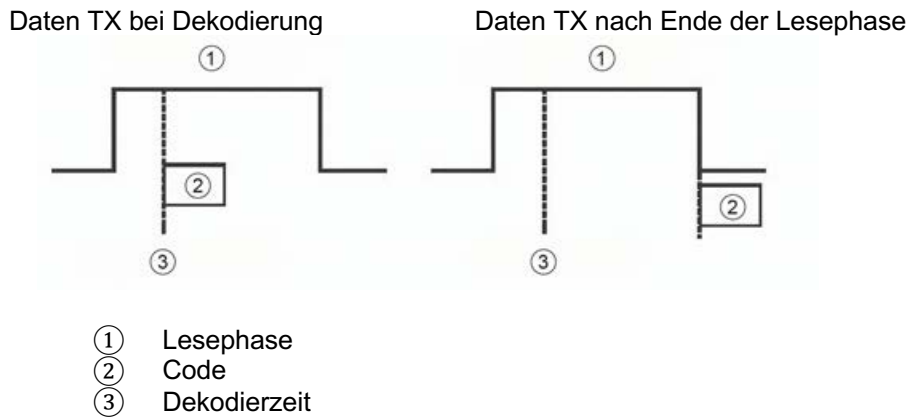 Daten TX bei Dekodierung
Daten TX nach Ende der Lesephase
①
①
②
②
③
③
① Lesephase
② Code
③ Dekodierzeit